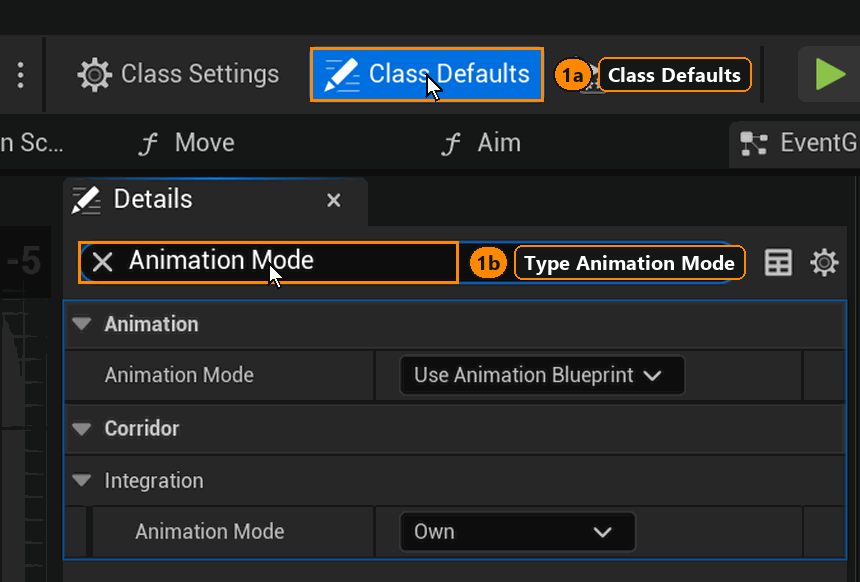 Class Settings
Class Defaults
1a
Class Defaults
n Sc...
f Move
f Aim
EventG
Details
-5
Animation Mode
1b
Type Animation Mode
Animation
Animation Mode
Use Animation Blueprint
Corridor
Integration
Animation Mode
Own